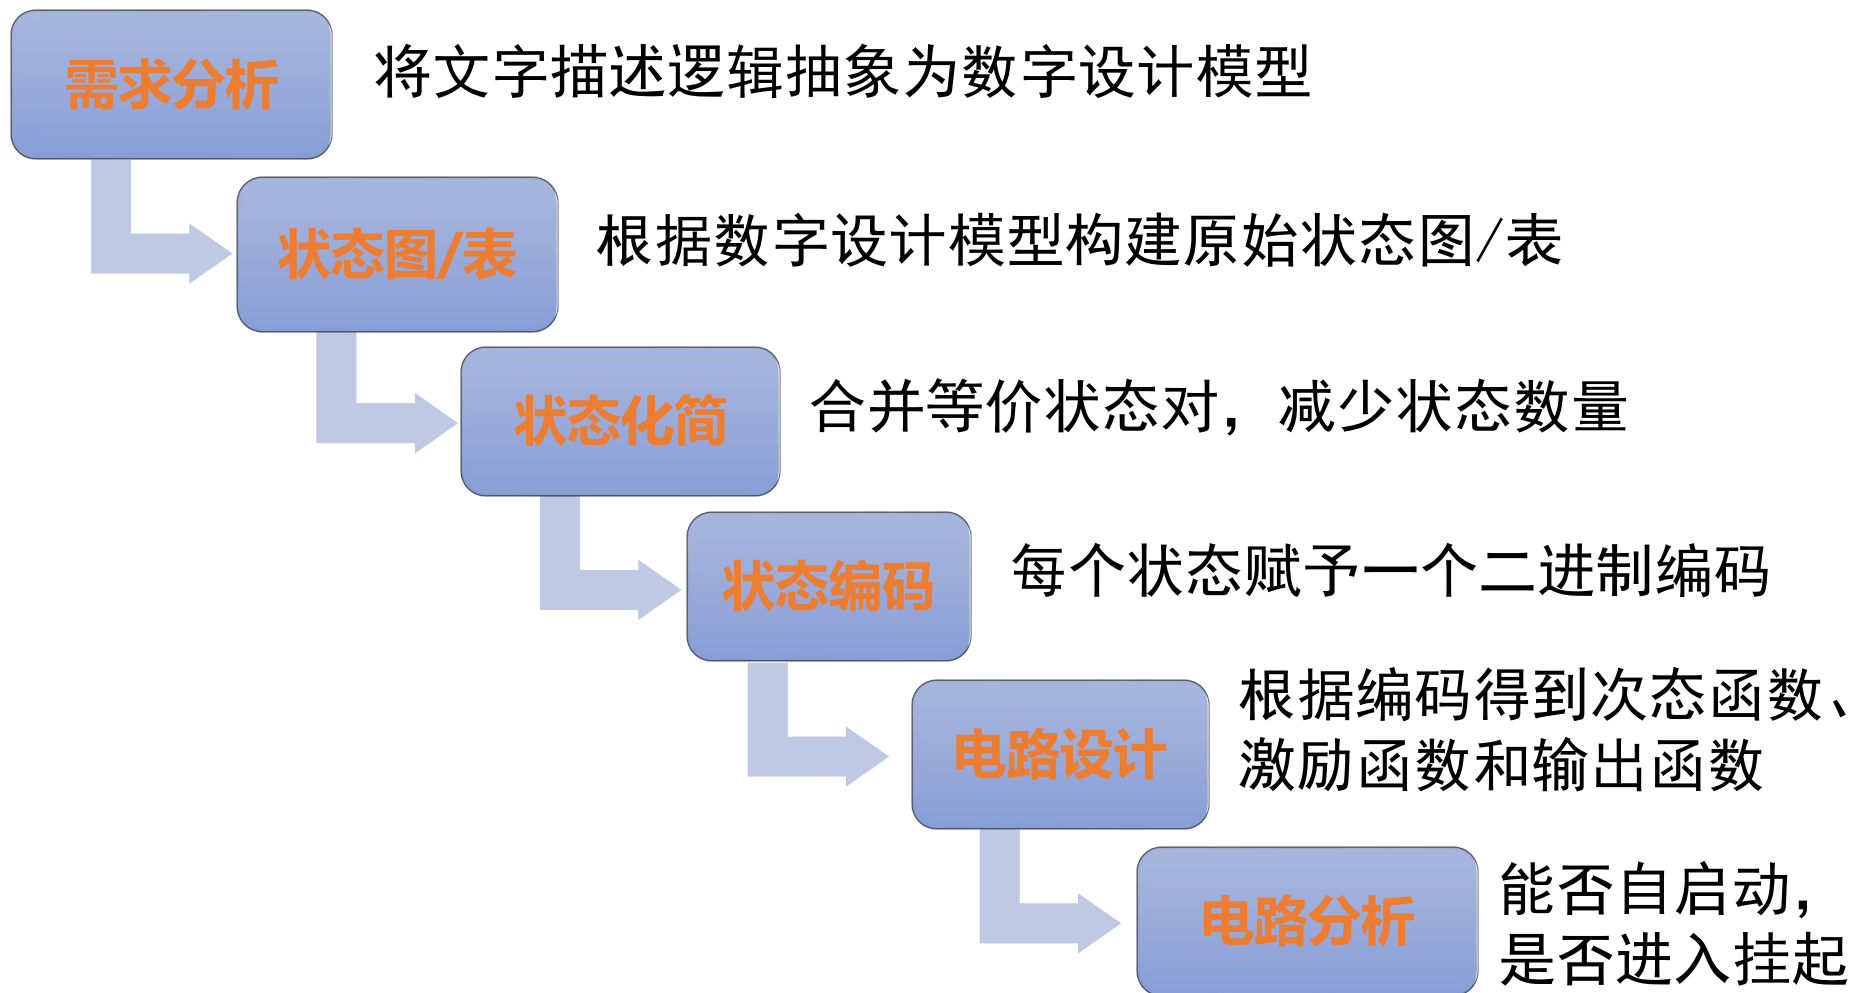 需求分析
将文字描述逻辑抽象为数字设计模型
状态图/表
根据数字设计模型构建原始状态图/表
状态化简
合并等价状态对，减少状态数量
状态编码
每个状态赋予一个二进制编码
电路设计
根据编码得到次态函数、
激励函数和输出函数
电路分析
能否自启动，
是否进入挂起